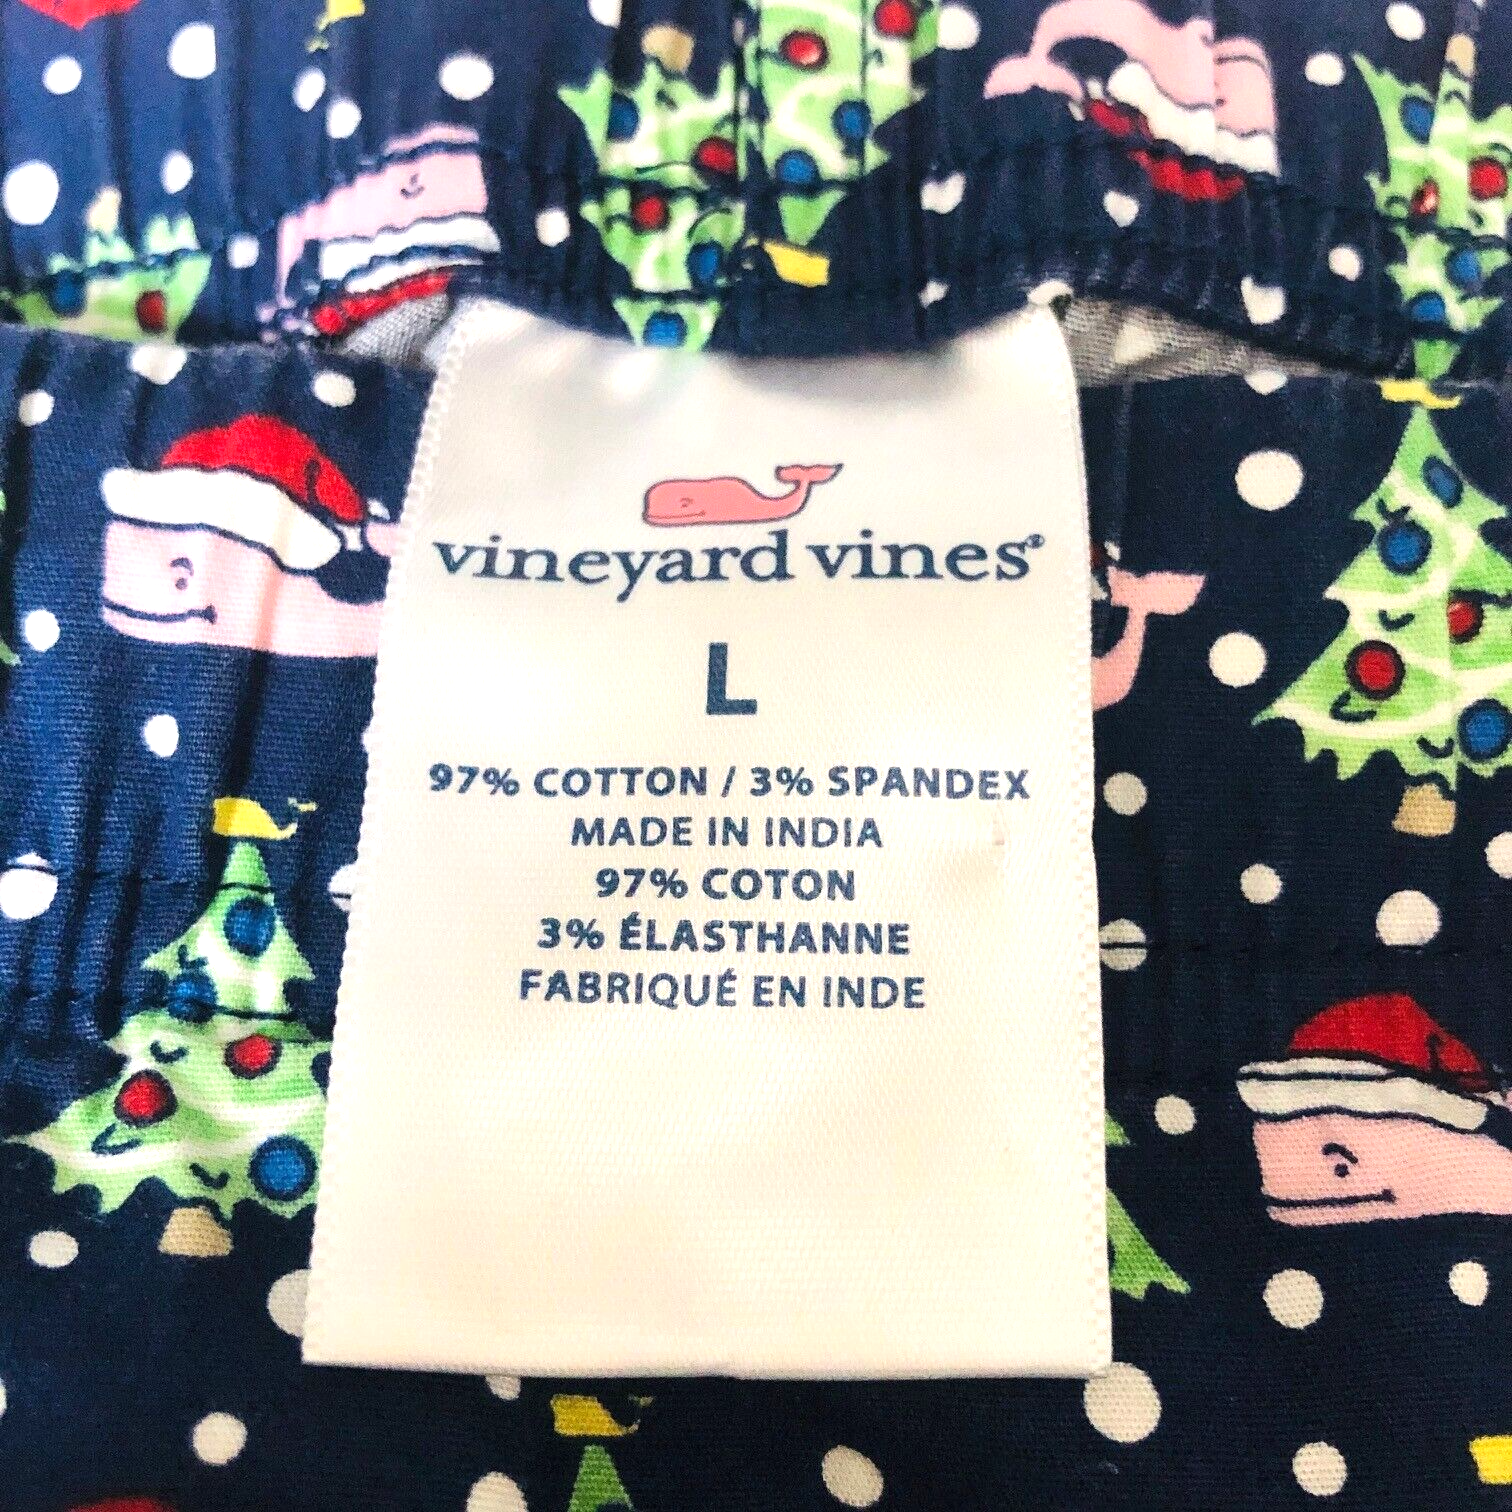 vineyard vines®
L
97% COTTON / 3% SPANDEX
MADE IN INDIA
97% COTON
3% ÉLASTHANNE
FABRIQUÉ EN INDE